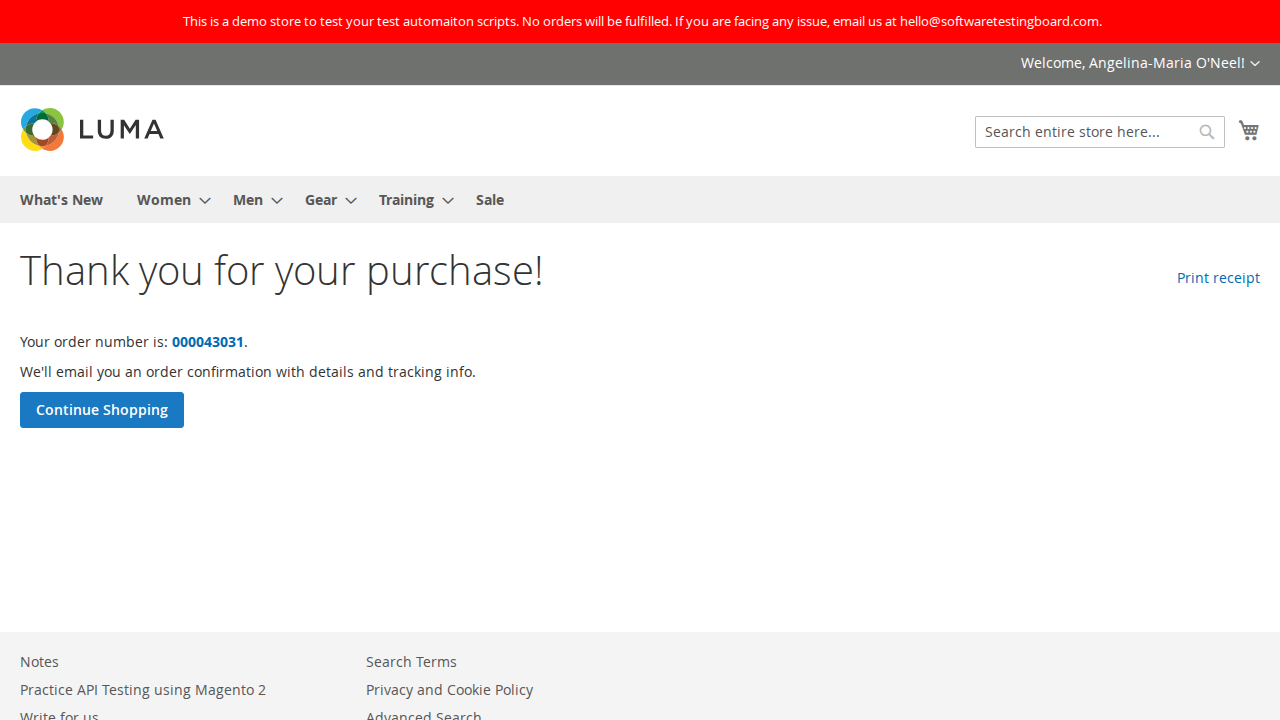 This is a demo store to test your test automaiton scripts. No orders will be fulfilled. If you are facing any issue, email us at hello@softwaretestingboard.com.
Welcome, Angelina-Maria O'Neel!
LUMA
Search entire store here...
What's New Women Men Gear Training Sale
Thank you for your purchase!
Print receipt
Your order number is: 000043031.
We'll email you an order confirmation with details and tracking info.
Continue Shopping
Notes
Practice API Testing using Magento 2
Write for us
Search Terms
Privacy and Cookie Policy
Advanced Search